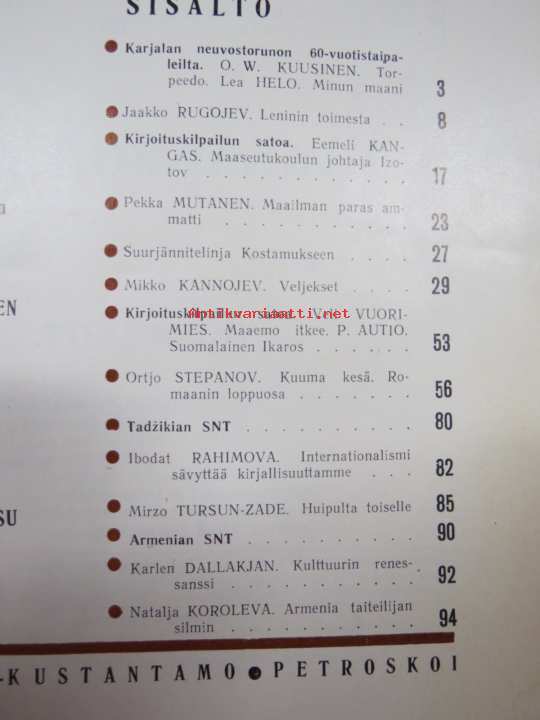 SISÄLTÖ
Karjalan neuvostorunon 60-vuotistaipa-
leilta. O. W. KUUSINEN. Tor-
peedo. Lea HELO. Minun maani 3
Jaakko RUGOJEV. Leninin toimesta . . 8
Kirjoituskilpailun satoa. Eemeli KAN-
GAS. Maaseutukoulun johtaja Izo-
tov . . . . . . . . . . . . 17
Pekka MUTANEN. Maailman paras am-
matti . . . . . . . . . . 23
Suurjännitelinja Kostamukseen . . . 27
Mikko KANNOJEV. Veljekset . . . . 29
Kirjoituskilpailun satoa. VUORI-
MIES. Maaemo itkee. P. AUTIO.
Suomalainen Ikaros . . . . . . 53
Antikvariaatti.net
Ortjo STEPANOV. Kuuma kesä. Ro-
maanin loppuosa . . . . . . . 56
Tadžikian SNT . . . . . . . . . . 80
Ibodat RAHIMOVA. Internationalismi
sävyttää kirjallisuuttamme . . . 82
Mirzo TURSUN-ZADE. Huipulta toiselle 85
Armenian SNT . . . . . . . . . . 90
Karlen DALLAKJAN. Kulttuurin renes-
sanssi . . . . . . . . . . . 92
Natalja KOROLEVA. Armenia taiteilijan
silmin . . . . . . . . . . 94
EN
SU
-KUSTANTAMO ● PETROSKOI